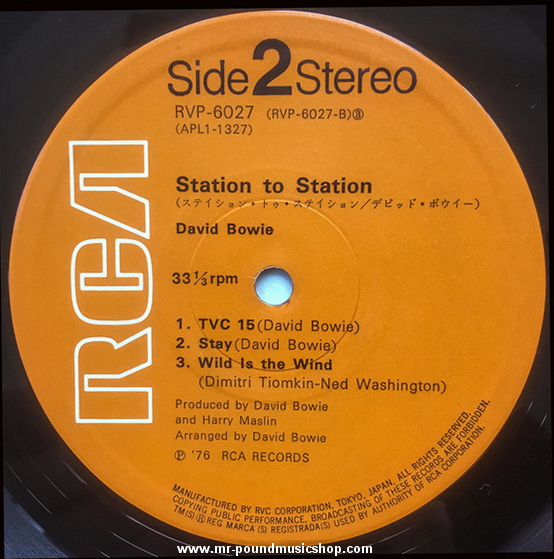 Side 2 Stereo
RVP-6027 (RVP-6027-B)Ⓑ
(APL1-1327)
Station to Station
(ステイション・トゥ・ステイション/デビッド・ボウイー)
David Bowie
33 1/3 rpm
1. TVC 15 (David Bowie)
2. Stay (David Bowie)
3. Wild Is the Wind
(Dimitri Tiomkin-Ned Washington)
Produced by David Bowie
and Harry Maslin
Arranged by David Bowie
℗ '76 RCA RECORDS
RCA
MANUFACTURED BY RVC CORPORATION, TOKYO, JAPAN, ALL RIGHTS RESERVED.
COPYING PUBLIC PERFORMANCE, BROADCASTING OF THESE RECORDS ARE FORBIDDEN.
TM(S) Ⓡ REG MARCA (S) REGISTRADA(S) USED BY AUTHORITY OF RCA CORPORATION.
www.mr-poundmusicshop.com